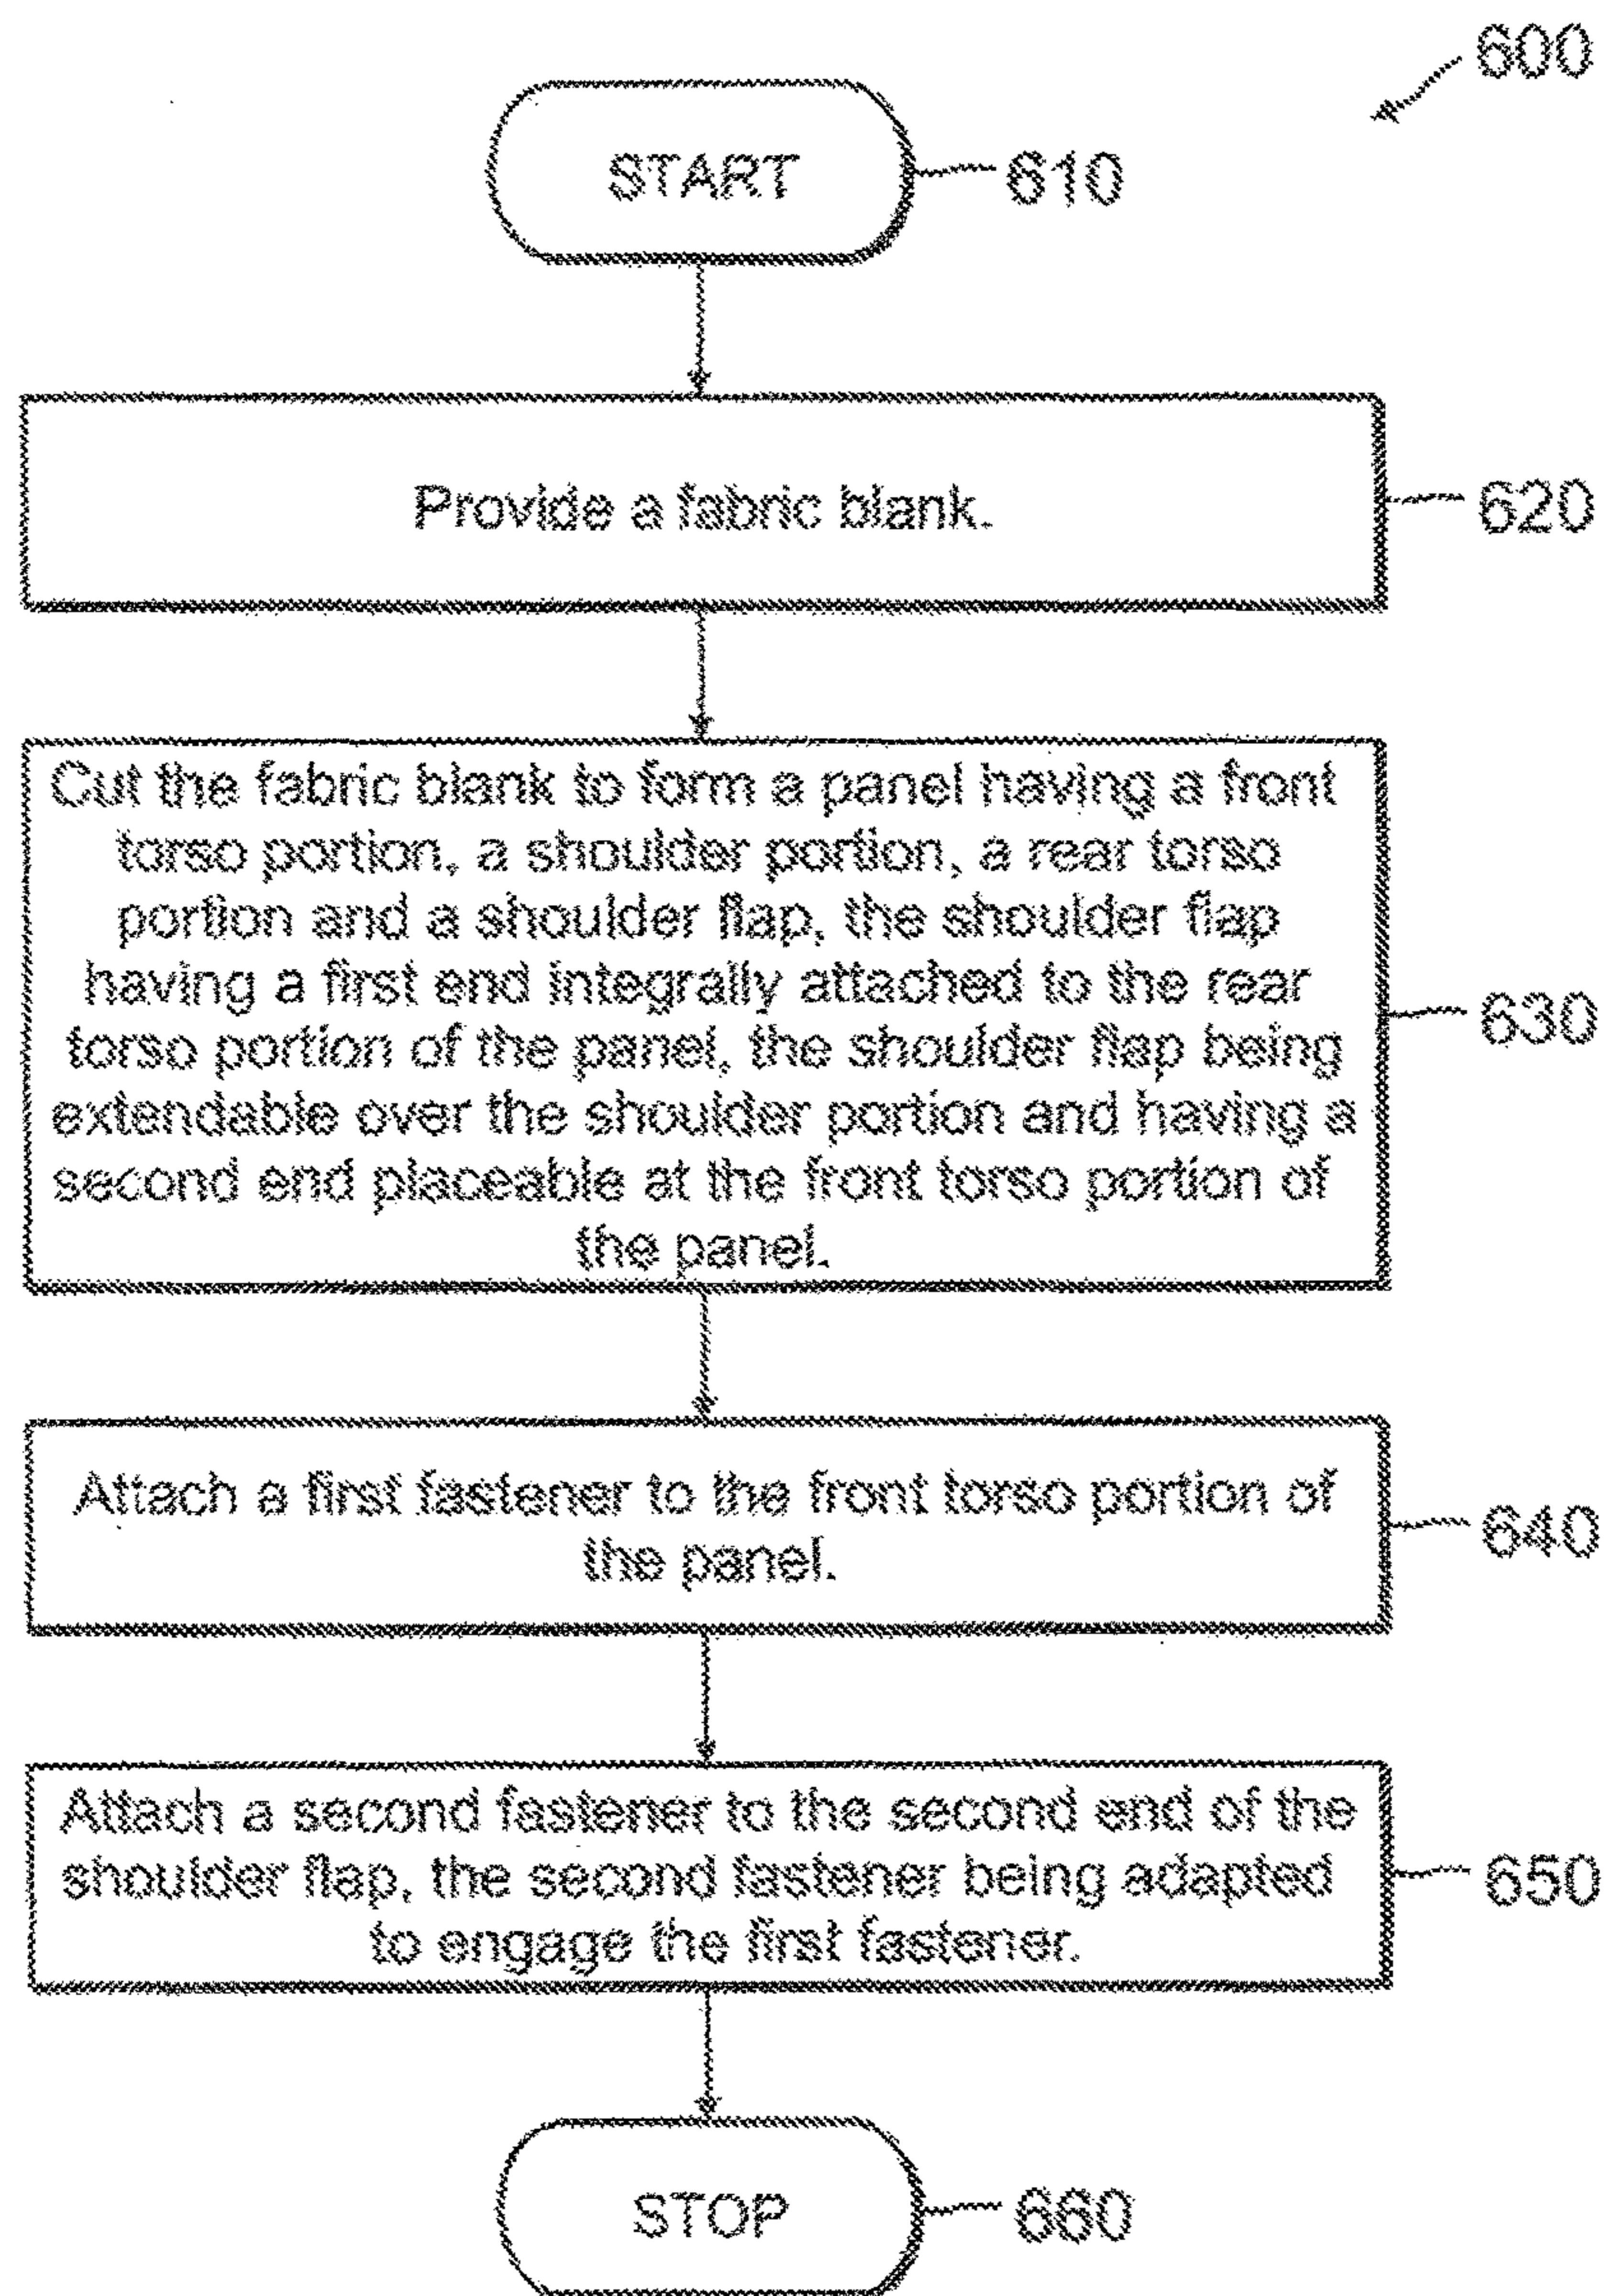 600
START
610
Provide a fabric blank.
620
Cut the fabric blank to form a panel having a front
torso portion, a shoulder portion, a rear torso
portion and a shoulder flap, the shoulder flap
having a first end integrally attached to the rear
torso portion of the panel, the shoulder flap being
extendable over the shoulder portion and having a
second end placeable at the front torso portion of
the panel.
630
Attach a first fastener to the front torso portion of
the panel.
640
Attach a second fastener to the second end of the
shoulder flap, the second fastener being adapted
to engage the first fastener.
650
STOP
660